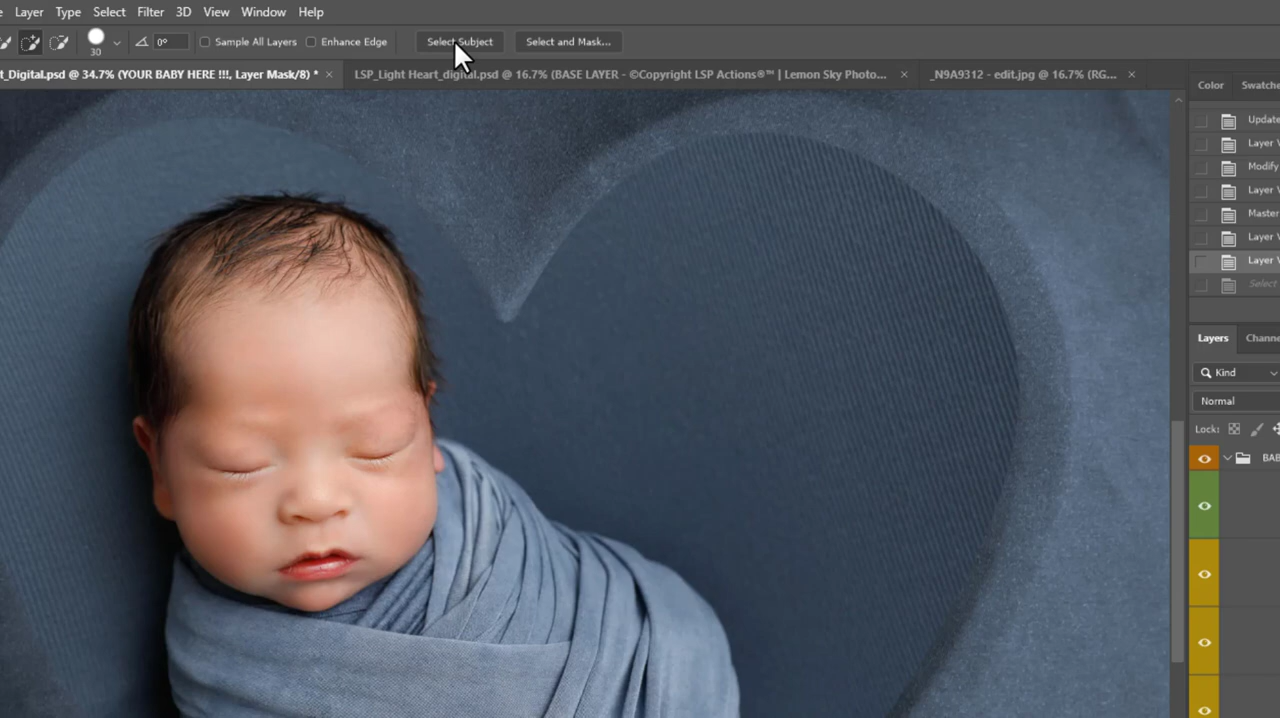 Layer Type Select Filter 3D View Window Help
30 0° Sample All Layers Enhance Edge Select Subject Select and Mask...
t_Digital.psd @ 34.7% (YOUR BABY HERE !!!, Layer Mask/8) * × LSP_Light Heart_digital.psd @ 16.7% (BASE LAYER - ©Copyright LSP Actions®™ | Lemon Sky Photo... × _N9A9312 - edit.jpg @ 16.7% (RG... ×
Color Swatche
Update
Layer V
Modify
Layer V
Master
Layer V
Layer V
Select
Layers Channe
Kind
Normal
Lock:
BAB